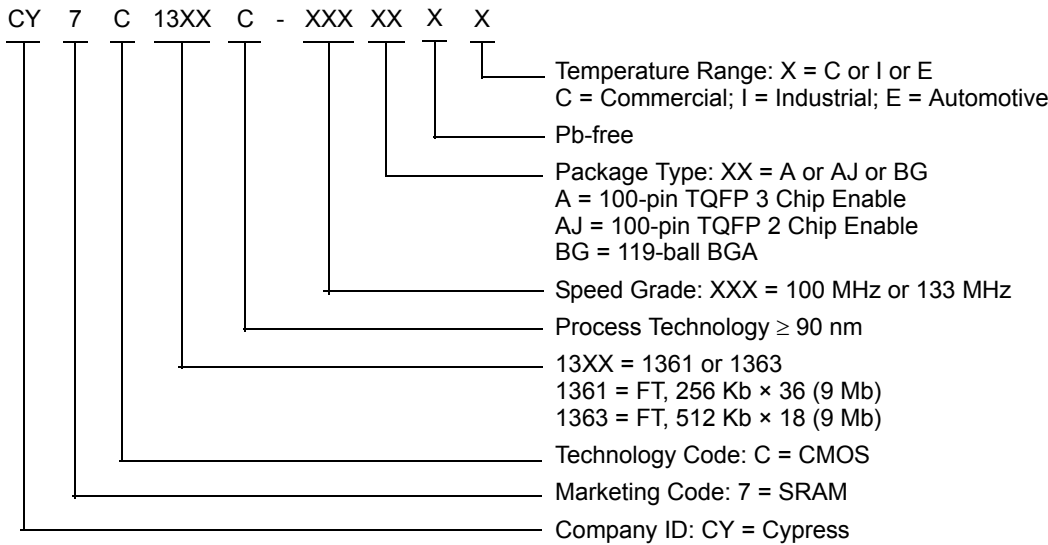 CY 7 C 13XX C - XXX XX X X
Temperature Range: X = C or I or E
C = Commercial; I = Industrial; E = Automotive
Pb-free
Package Type: XX = A or AJ or BG
A = 100-pin TQFP 3 Chip Enable
AJ = 100-pin TQFP 2 Chip Enable
BG = 119-ball BGA
Speed Grade: XXX = 100 MHz or 133 MHz
Process Technology ≥ 90 nm
13XX = 1361 or 1363
1361 = FT, 256 Kb × 36 (9 Mb)
1363 = FT, 512 Kb × 18 (9 Mb)
Technology Code: C = CMOS
Marketing Code: 7 = SRAM
Company ID: CY = Cypress